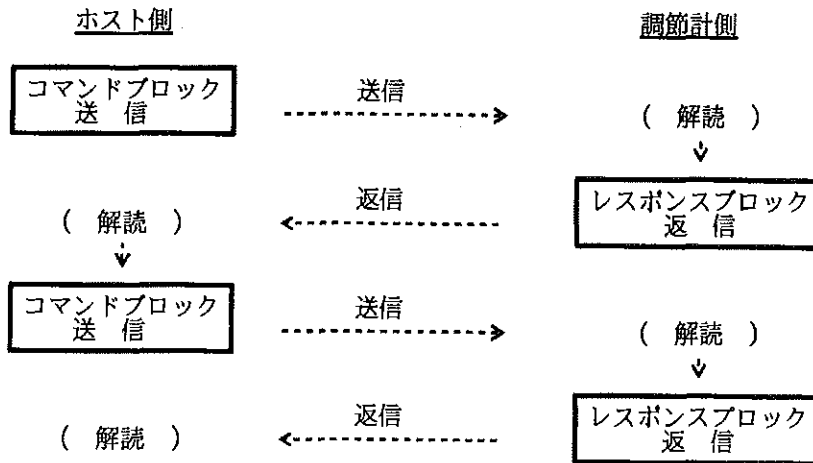 ホスト側
調節計側
コマンドブロック
送 信
送信
( 解読 )
返信
レスポンスブロック
返 信
( 解読 )
コマンドブロック
送 信
送信
( 解読 )
返信
レスポンスブロック
返 信
( 解読 )